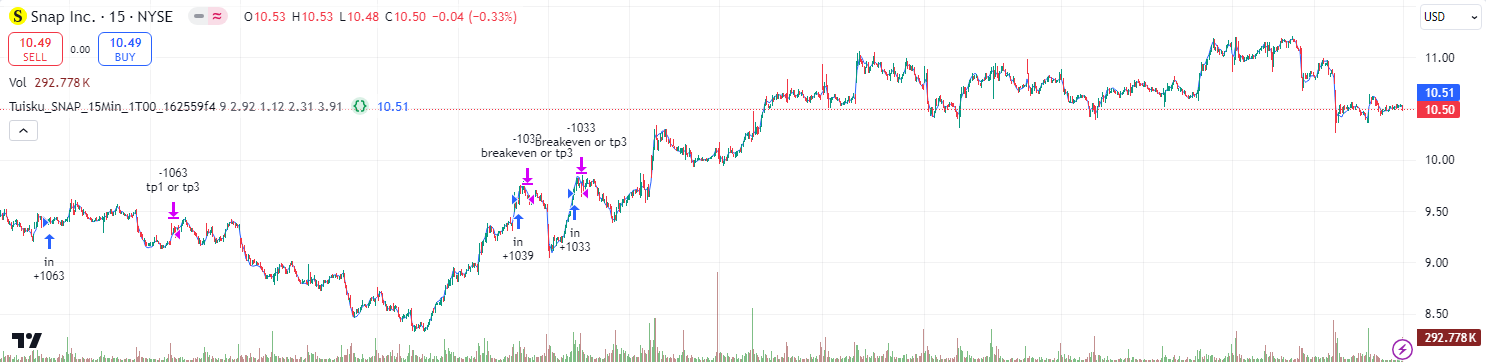 S Snap Inc. · 15 · NYSE O10.53 H10.53 L10.48 C10.50 −0.04 (−0.33%)
USD
10.49 SELL 0.00 10.49 BUY
Vol 292.778 K
Tuisku_SNAP_15Min_1T00_162559f4 9 2.92 1.12 2.31 3.91 {} 10.51
11.00
10.51
10.50
10.00
9.50
9.00
8.50
292.778 K
-1063
tp1 or tp3
in
+1063
breakeven or tp3
in
+1039
-1033
breakeven or tp3
in
+1033